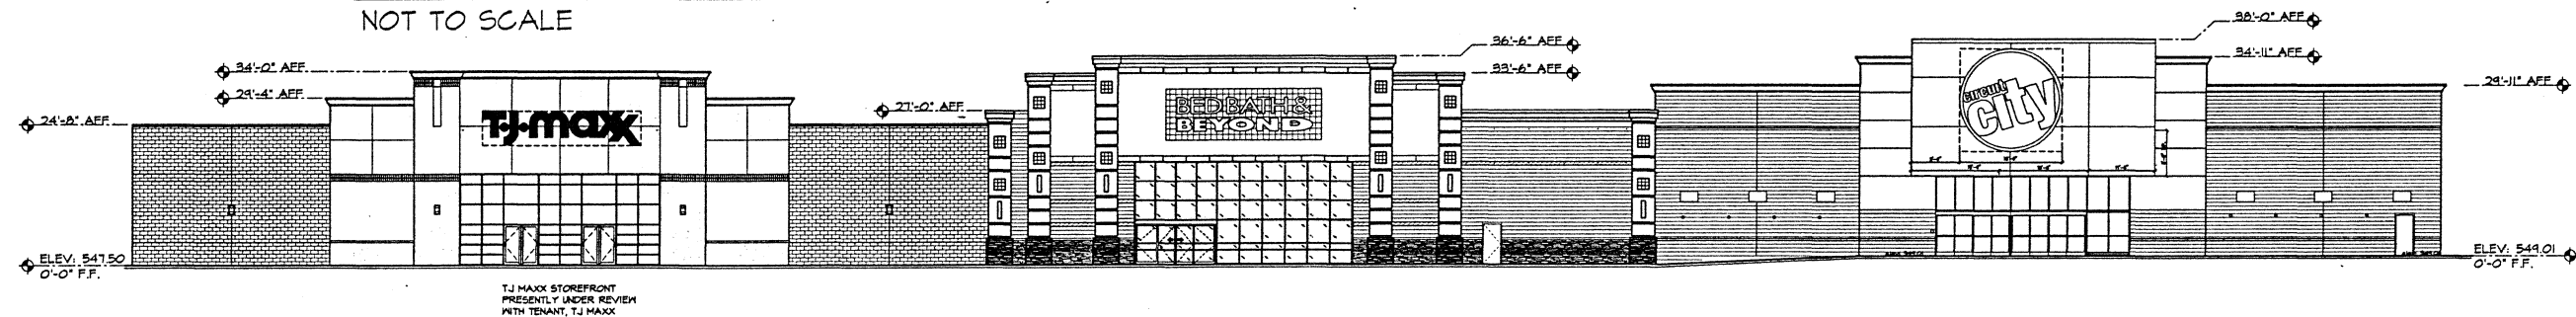 NOT TO SCALE
34'-0" AFF
29'-4" AFF
24'-8" AFF
ELEV: 547.50
0'-0" F.F.
T·J·maxx
TJ MAXX STOREFRONT
PRESENTLY UNDER REVIEW
WITH TENANT, TJ MAXX
27'-0" AFF
BED BATH &
BEYOND
36'-6" AFF
33'-6" AFF
circuit
city
38'-0" AFF
34'-11" AFF
29'-11" AFF
ELEV: 549.01
0'-0" F.F.